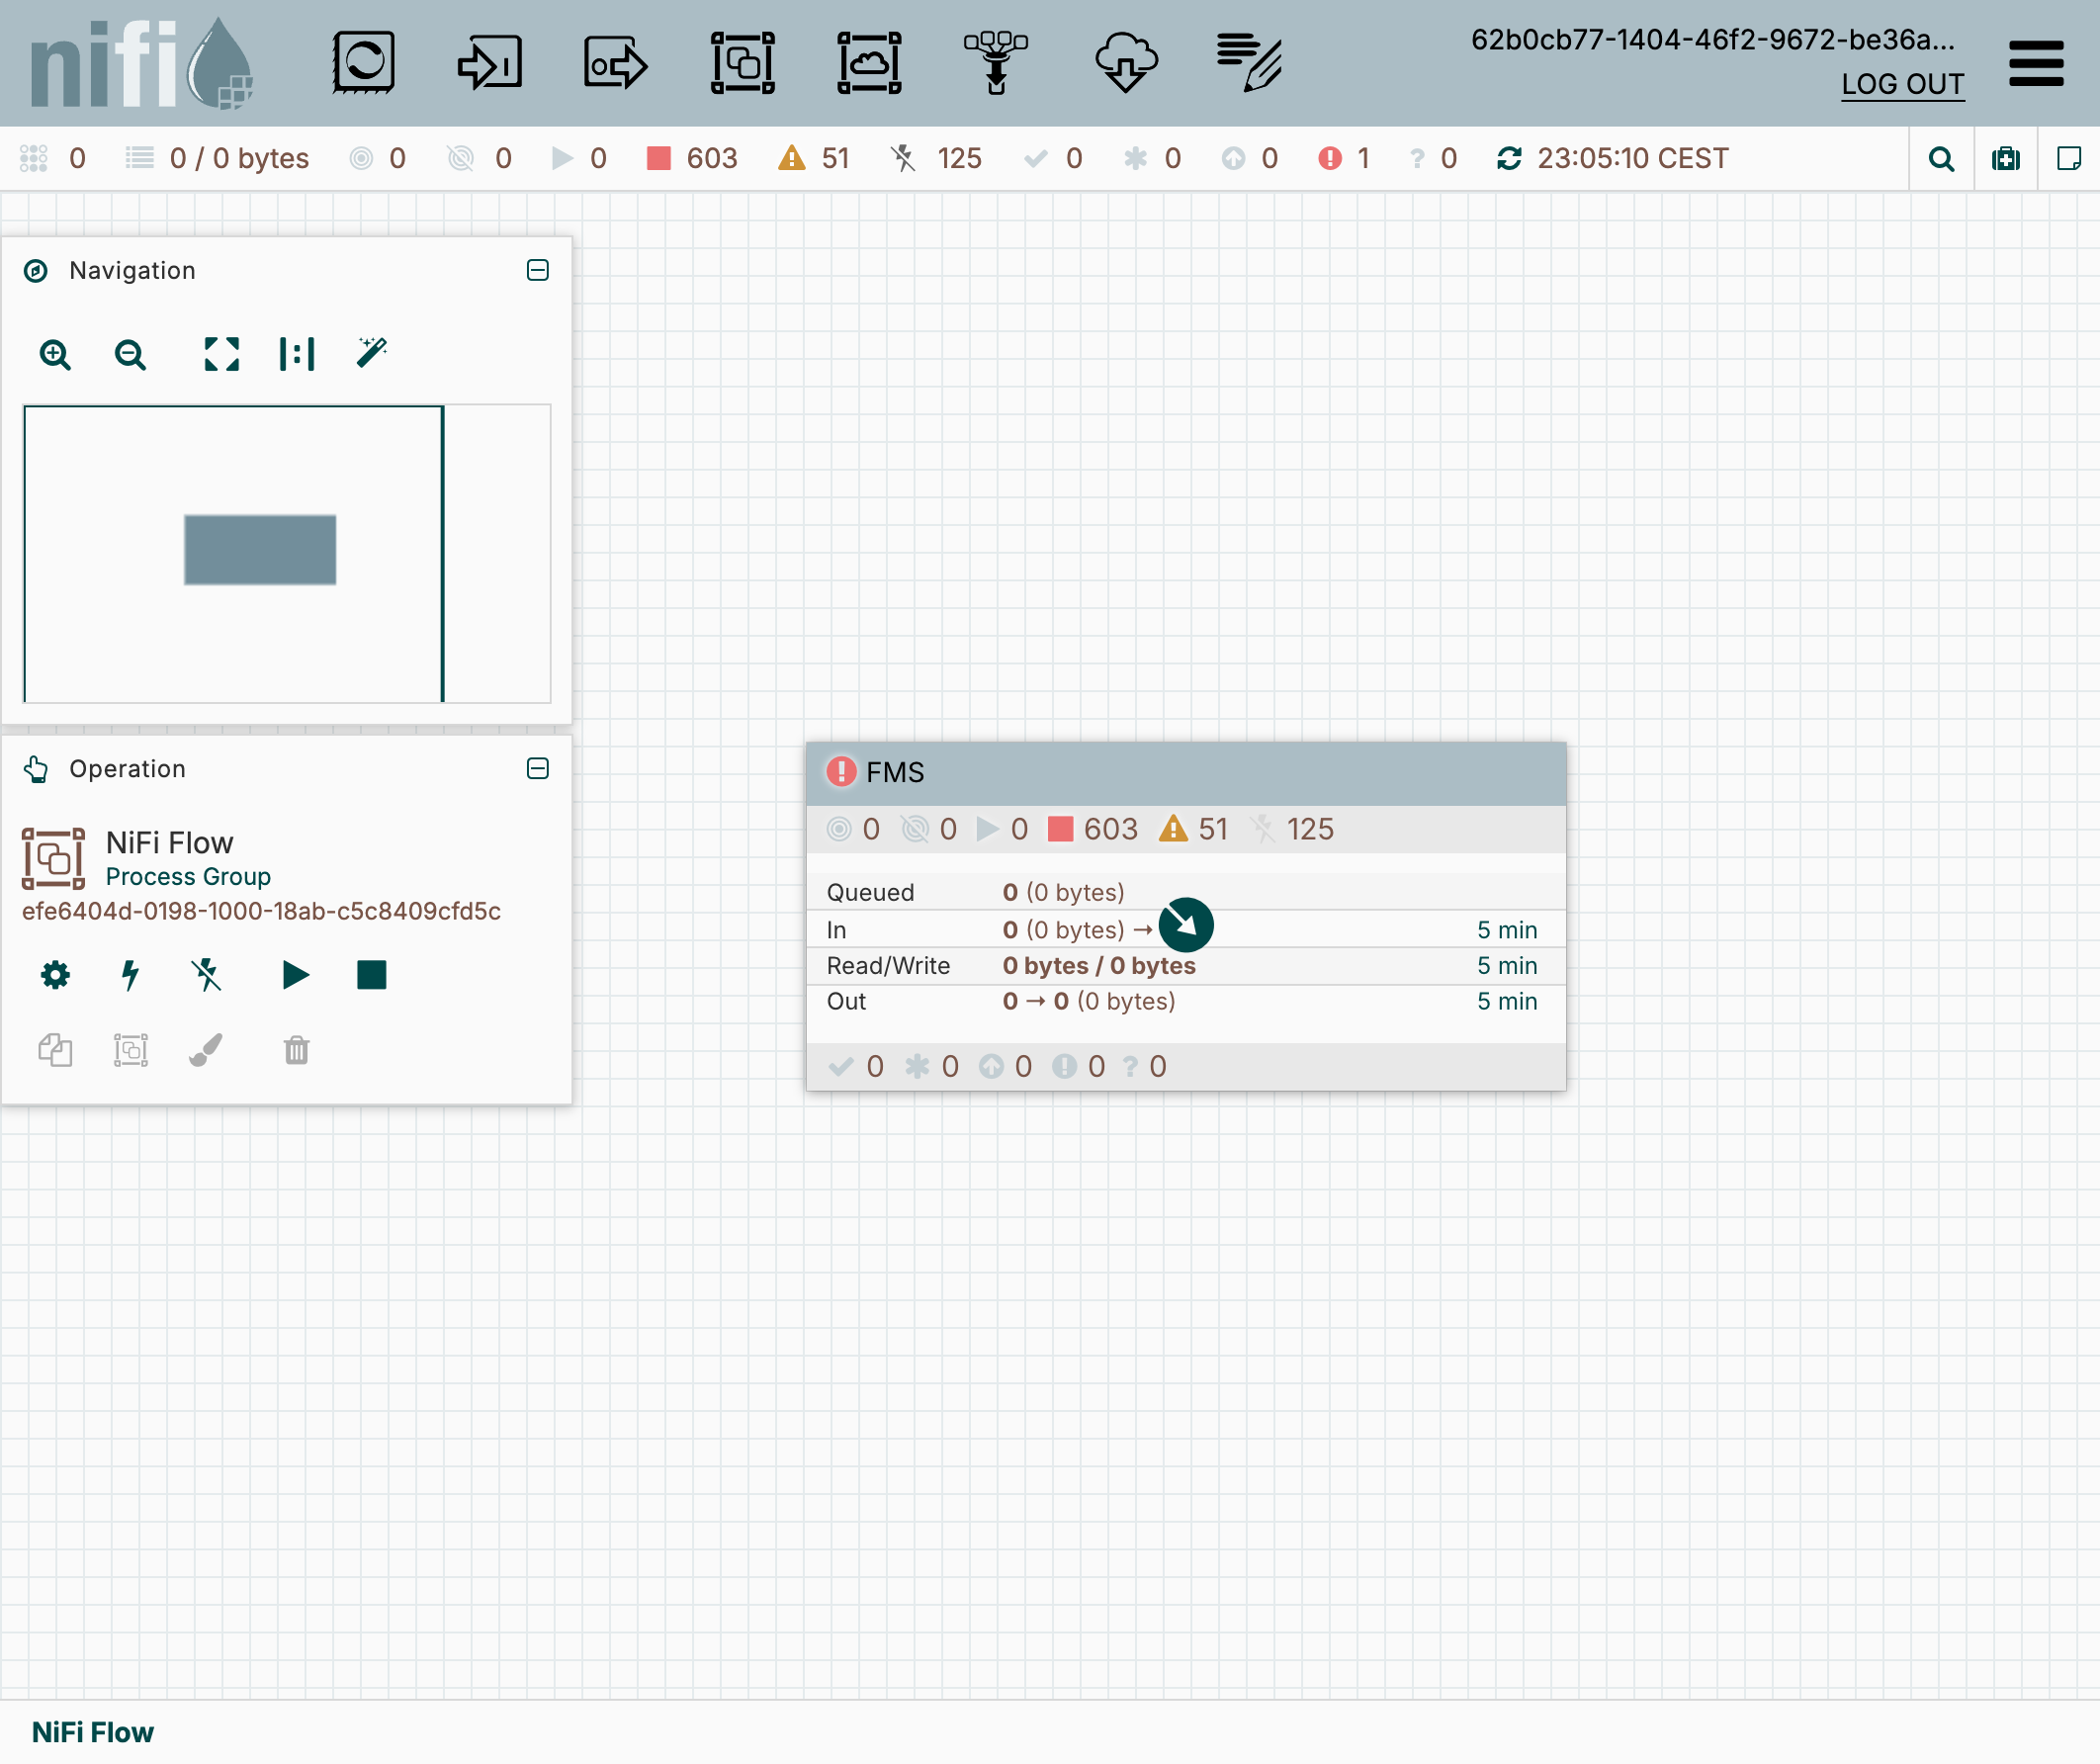 nifi
62b0cb77-1404-46f2-9672-be36a...
LOG OUT
0 0 / 0 bytes 0 0 0 603 51 125 0 0 0 1 0 23:05:10 CEST
Navigation
Operation
NiFi Flow
Process Group
efe6404d-0198-1000-18ab-c5c8409cfd5c
FMS
0 0 0 603 51 125
Queued 0 (0 bytes)
In 0 (0 bytes) → 5 min
Read/Write 0 bytes / 0 bytes 5 min
Out 0 → 0 (0 bytes) 5 min
0 0 0 0 ? 0
NiFi Flow